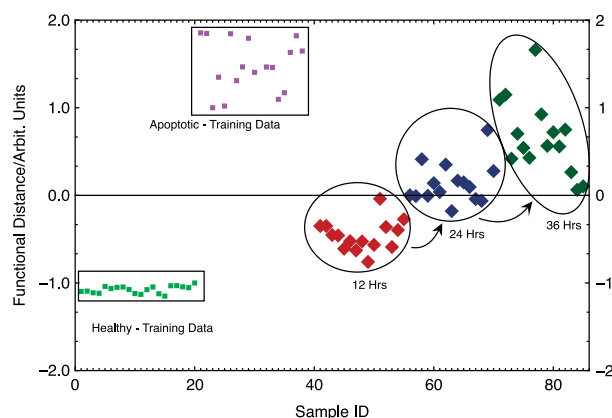 2.0
2
Apoptotic - Training Data
1.0
1
Functional Distance/Arbit. Units
0.0
0
24 Hrs
36 Hrs
12 Hrs
−1.0
−1
Healthy - Training Data
−2.0
−2
0
20
40
60
80
Sample ID